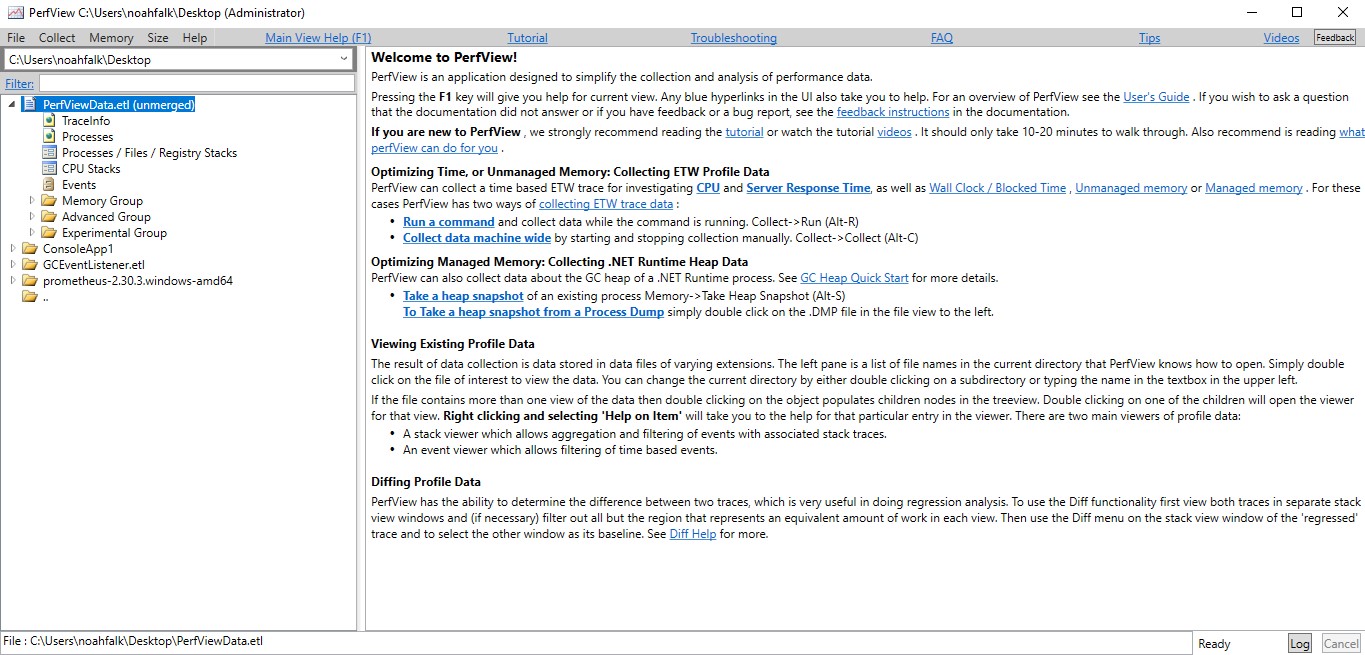 PerfView C:\Users\noahfalk\Desktop (Administrator)
File Collect Memory Size Help Main View Help (F1) Tutorial Troubleshooting FAQ Tips Videos Feedback
C:\Users\noahfalk\Desktop
Filter:
PerfViewData.etl (unmerged)
TraceInfo
Processes
Processes / Files / Registry Stacks
CPU Stacks
Events
Memory Group
Advanced Group
Experimental Group
ConsoleApp1
GCEventListener.etl
prometheus-2.30.3.windows-amd64
..
Welcome to PerfView!
PerfView is an application designed to simplify the collection and analysis of performance data.
Pressing the F1 key will give you help for current view. Any blue hyperlinks in the UI also take you to help. For an overview of PerfView see the User's Guide . If you wish to ask a question
that the documentation did not answer or if you have feedback or a bug report, see the feedback instructions in the documentation.
If you are new to PerfView , we strongly recommend reading the tutorial or watch the tutorial videos . It should only take 10-20 minutes to walk through. Also recommend is reading what
perfView can do for you .
Optimizing Time, or Unmanaged Memory: Collecting ETW Profile Data
PerfView can collect a time based ETW trace for investigating CPU and Server Response Time, as well as Wall Clock / Blocked Time , Unmanaged memory or Managed memory . For these
cases PerfView has two ways of collecting ETW trace data :
• Run a command and collect data while the command is running. Collect->Run (Alt-R)
• Collect data machine wide by starting and stopping collection manually. Collect->Collect (Alt-C)
Optimizing Managed Memory: Collecting .NET Runtime Heap Data
PerfView can also collect data about the GC heap of a .NET Runtime process. See GC Heap Quick Start for more details.
• Take a heap snapshot of an existing process Memory->Take Heap Snapshot (Alt-S)
To Take a heap snapshot from a Process Dump simply double click on the .DMP file in the file view to the left.
Viewing Existing Profile Data
The result of data collection is data stored in data files of varying extensions. The left pane is a list of file names in the current directory that PerfView knows how to open. Simply double
click on the file of interest to view the data. You can change the current directory by either double clicking on a subdirectory or typing the name in the textbox in the upper left.
If the file contains more than one view of the data then double clicking on the object populates children nodes in the treeview. Double clicking on one of the children will open the viewer
for that view. Right clicking and selecting 'Help on Item' will take you to the help for that particular entry in the viewer. There are two main viewers of profile data:
• A stack viewer which allows aggregation and filtering of events with associated stack traces.
• An event viewer which allows filtering of time based events.
Diffing Profile Data
PerfView has the ability to determine the difference between two traces, which is very useful in doing regression analysis. To use the Diff functionality first view both traces in separate stack
view windows and (if necessary) filter out all but the region that represents an equivalent amount of work in each view. Then use the Diff menu on the stack view window of the 'regressed'
trace and to select the other window as its baseline. See Diff Help for more.
File : C:\Users\noahfalk\Desktop\PerfViewData.etl
Ready Log Cancel